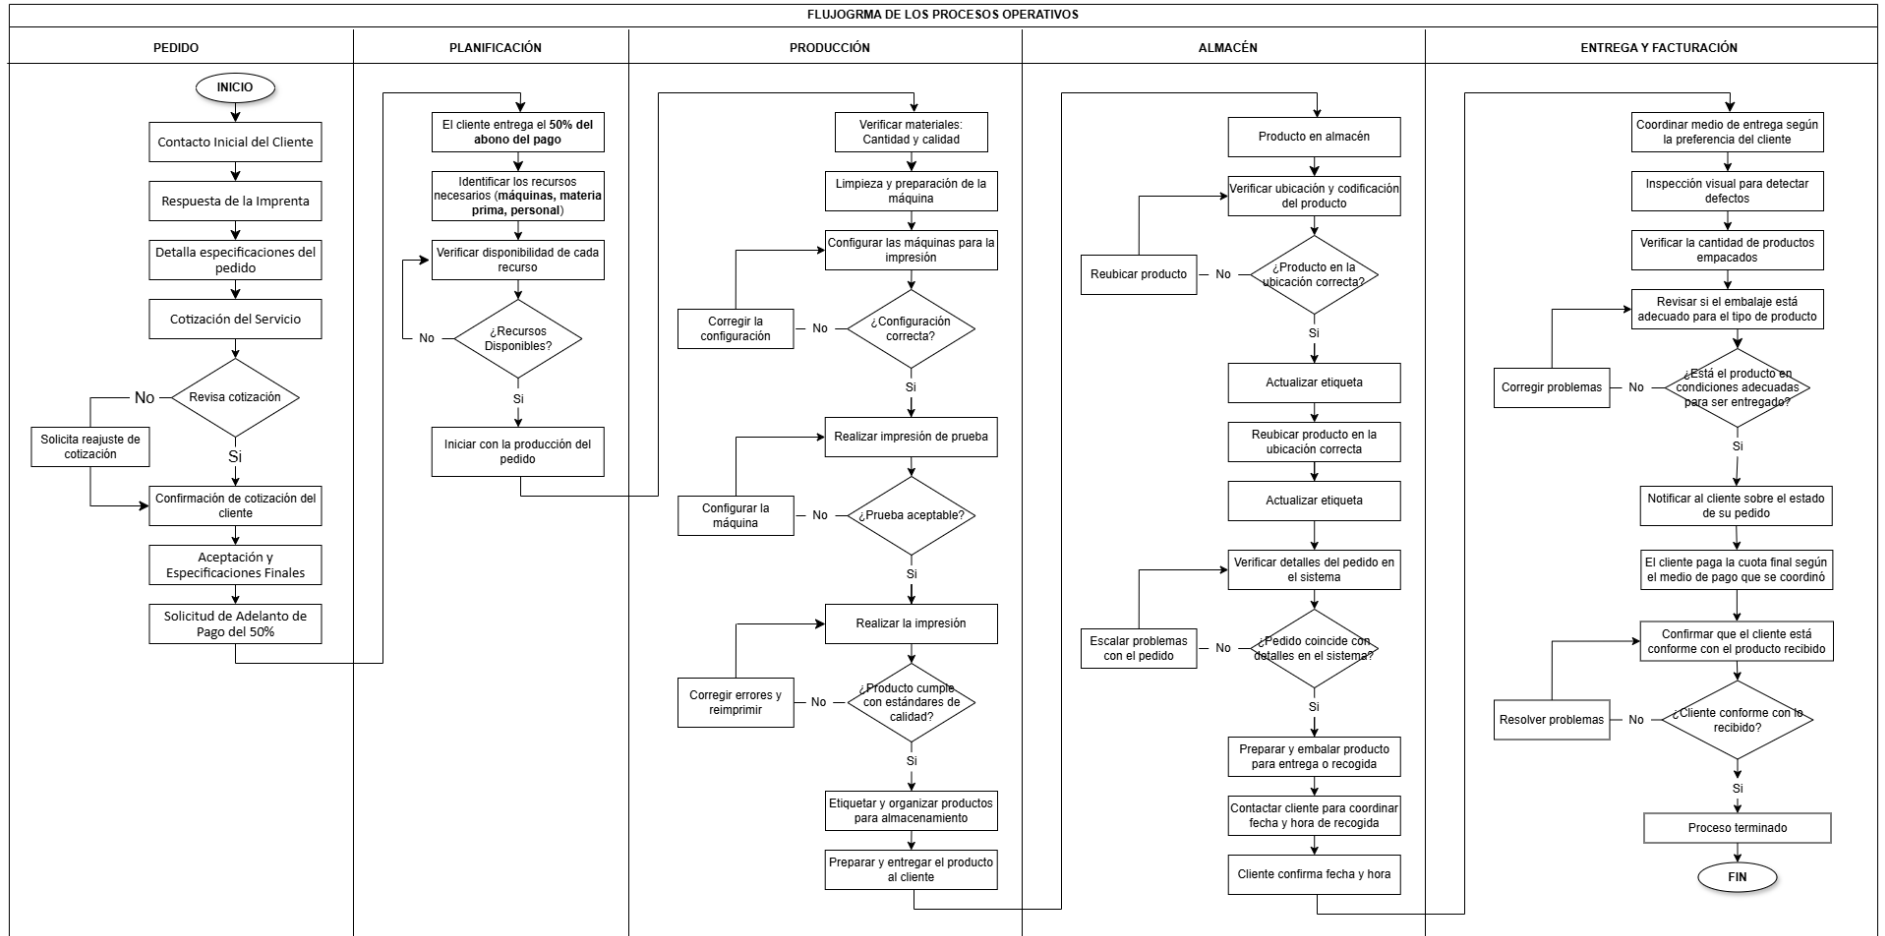 FLUJOGRMA DE LOS PROCESOS OPERATIVOS
PEDIDO
INICIO
Contacto Inicial del Cliente
Respuesta de la Imprenta
Detalla especificaciones del
pedido
Cotización del Servicio
Revisa cotización
No
Solicita reajuste de
cotización
Si
Confirmación de cotización del
cliente
Aceptación y
Especificaciones Finales
Solicitud de Adelanto de
Pago del 50%
PLANIFICACIÓN
El cliente entrega el 50% del
abono del pago
Identificar los recursos
necesarios (máquinas, materia
prima, personal)
Verificar disponibilidad de cada
recurso
¿Recursos
Disponibles?
No
Si
Iniciar con la producción del
pedido
PRODUCCIÓN
Verificar materiales:
Cantidad y calidad
Limpieza y preparación de la
máquina
Configurar las máquinas para la
impresión
¿Configuración
correcta?
No
Corregir la
configuración
Si
Realizar impresión de prueba
¿Prueba aceptable?
No
Configurar la
máquina
Si
Realizar la impresión
¿Producto cumple
con estándares de
calidad?
No
Corregir errores y
reimprimir
Si
Etiquetar y organizar productos
para almacenamiento
Preparar y entregar el producto
al cliente
ALMACÉN
Producto en almacén
Verificar ubicación y codificación
del producto
¿Producto en la
ubicación correcta?
No
Reubicar producto
Si
Actualizar etiqueta
Reubicar producto en la
ubicación correcta
Actualizar etiqueta
Verificar detalles del pedido en
el sistema
¿Pedido coincide con
detalles en el sistema?
No
Escalar problemas
con el pedido
Si
Preparar y embalar producto
para entrega o recogida
Contactar cliente para coordinar
fecha y hora de recogida
Cliente confirma fecha y hora
ENTREGA Y FACTURACIÓN
Coordinar medio de entrega según
la preferencia del cliente
Inspección visual para detectar
defectos
Verificar la cantidad de productos
empacados
Revisar si el embalaje está
adecuado para el tipo de producto
¿Está el producto en
condiciones adecuadas
para ser entregado?
No
Corregir problemas
Si
Notificar al cliente sobre el estado
de su pedido
El cliente paga la cuota final según
el medio de pago que se coordinó
Confirmar que el cliente está
conforme con el producto recibido
¿Cliente conforme con lo
recibido?
No
Resolver problemas
Si
Proceso terminado
FIN